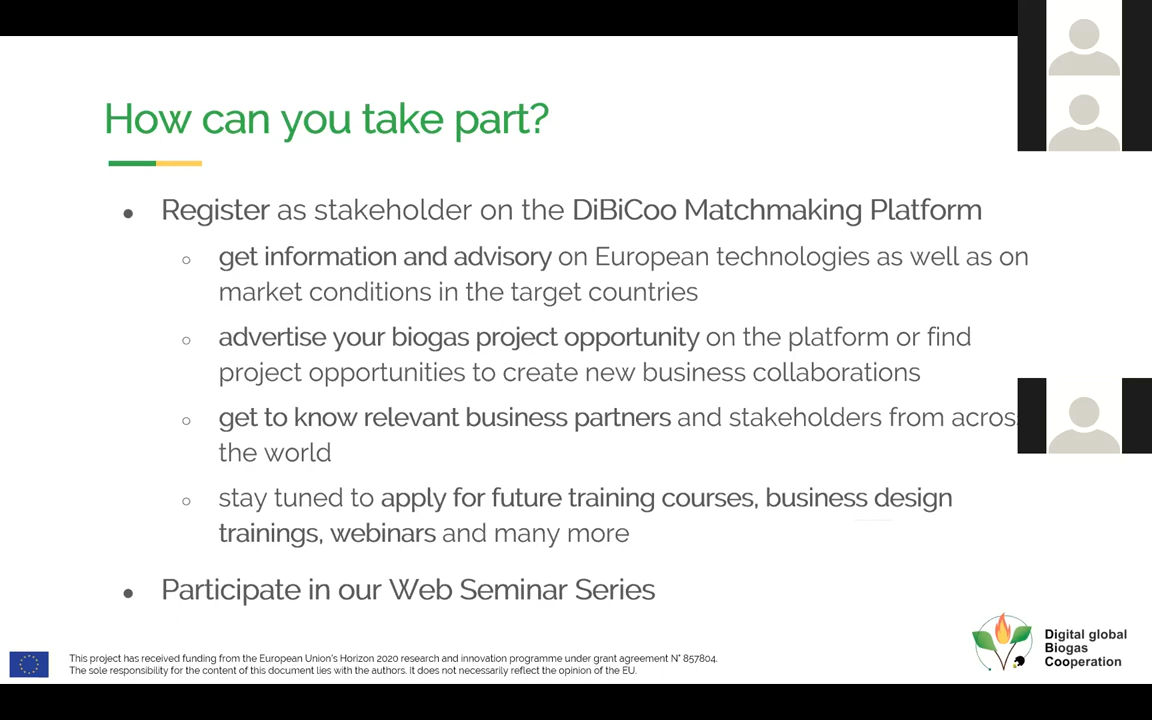 How can you take part?
● Register as stakeholder on the DiBiCoo Matchmaking Platform
○ get information and advisory on European technologies as well as on
market conditions in the target countries
○ advertise your biogas project opportunity on the platform or find
project opportunities to create new business collaborations
○ get to know relevant business partners and stakeholders from acros
the world
○ stay tuned to apply for future training courses, business design
trainings, webinars and many more
● Participate in our Web Seminar Series
Digital global
Biogas
Cooperation
This project has received funding from the European Union's Horizon 2020 research and innovation programme under grant agreement N° 857804.
The sole responsibility for the content of this document lies with the authors. It does not necessarily reflect the opinion of the EU.